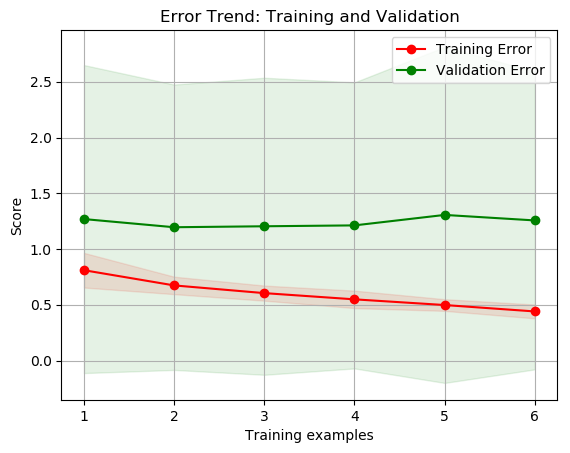 Error Trend: Training and Validation
Training Error
Validation Error
Score
2.5
2.0
1.5
1.0
0.5
0.0
1 2 3 4 5 6
Training examples